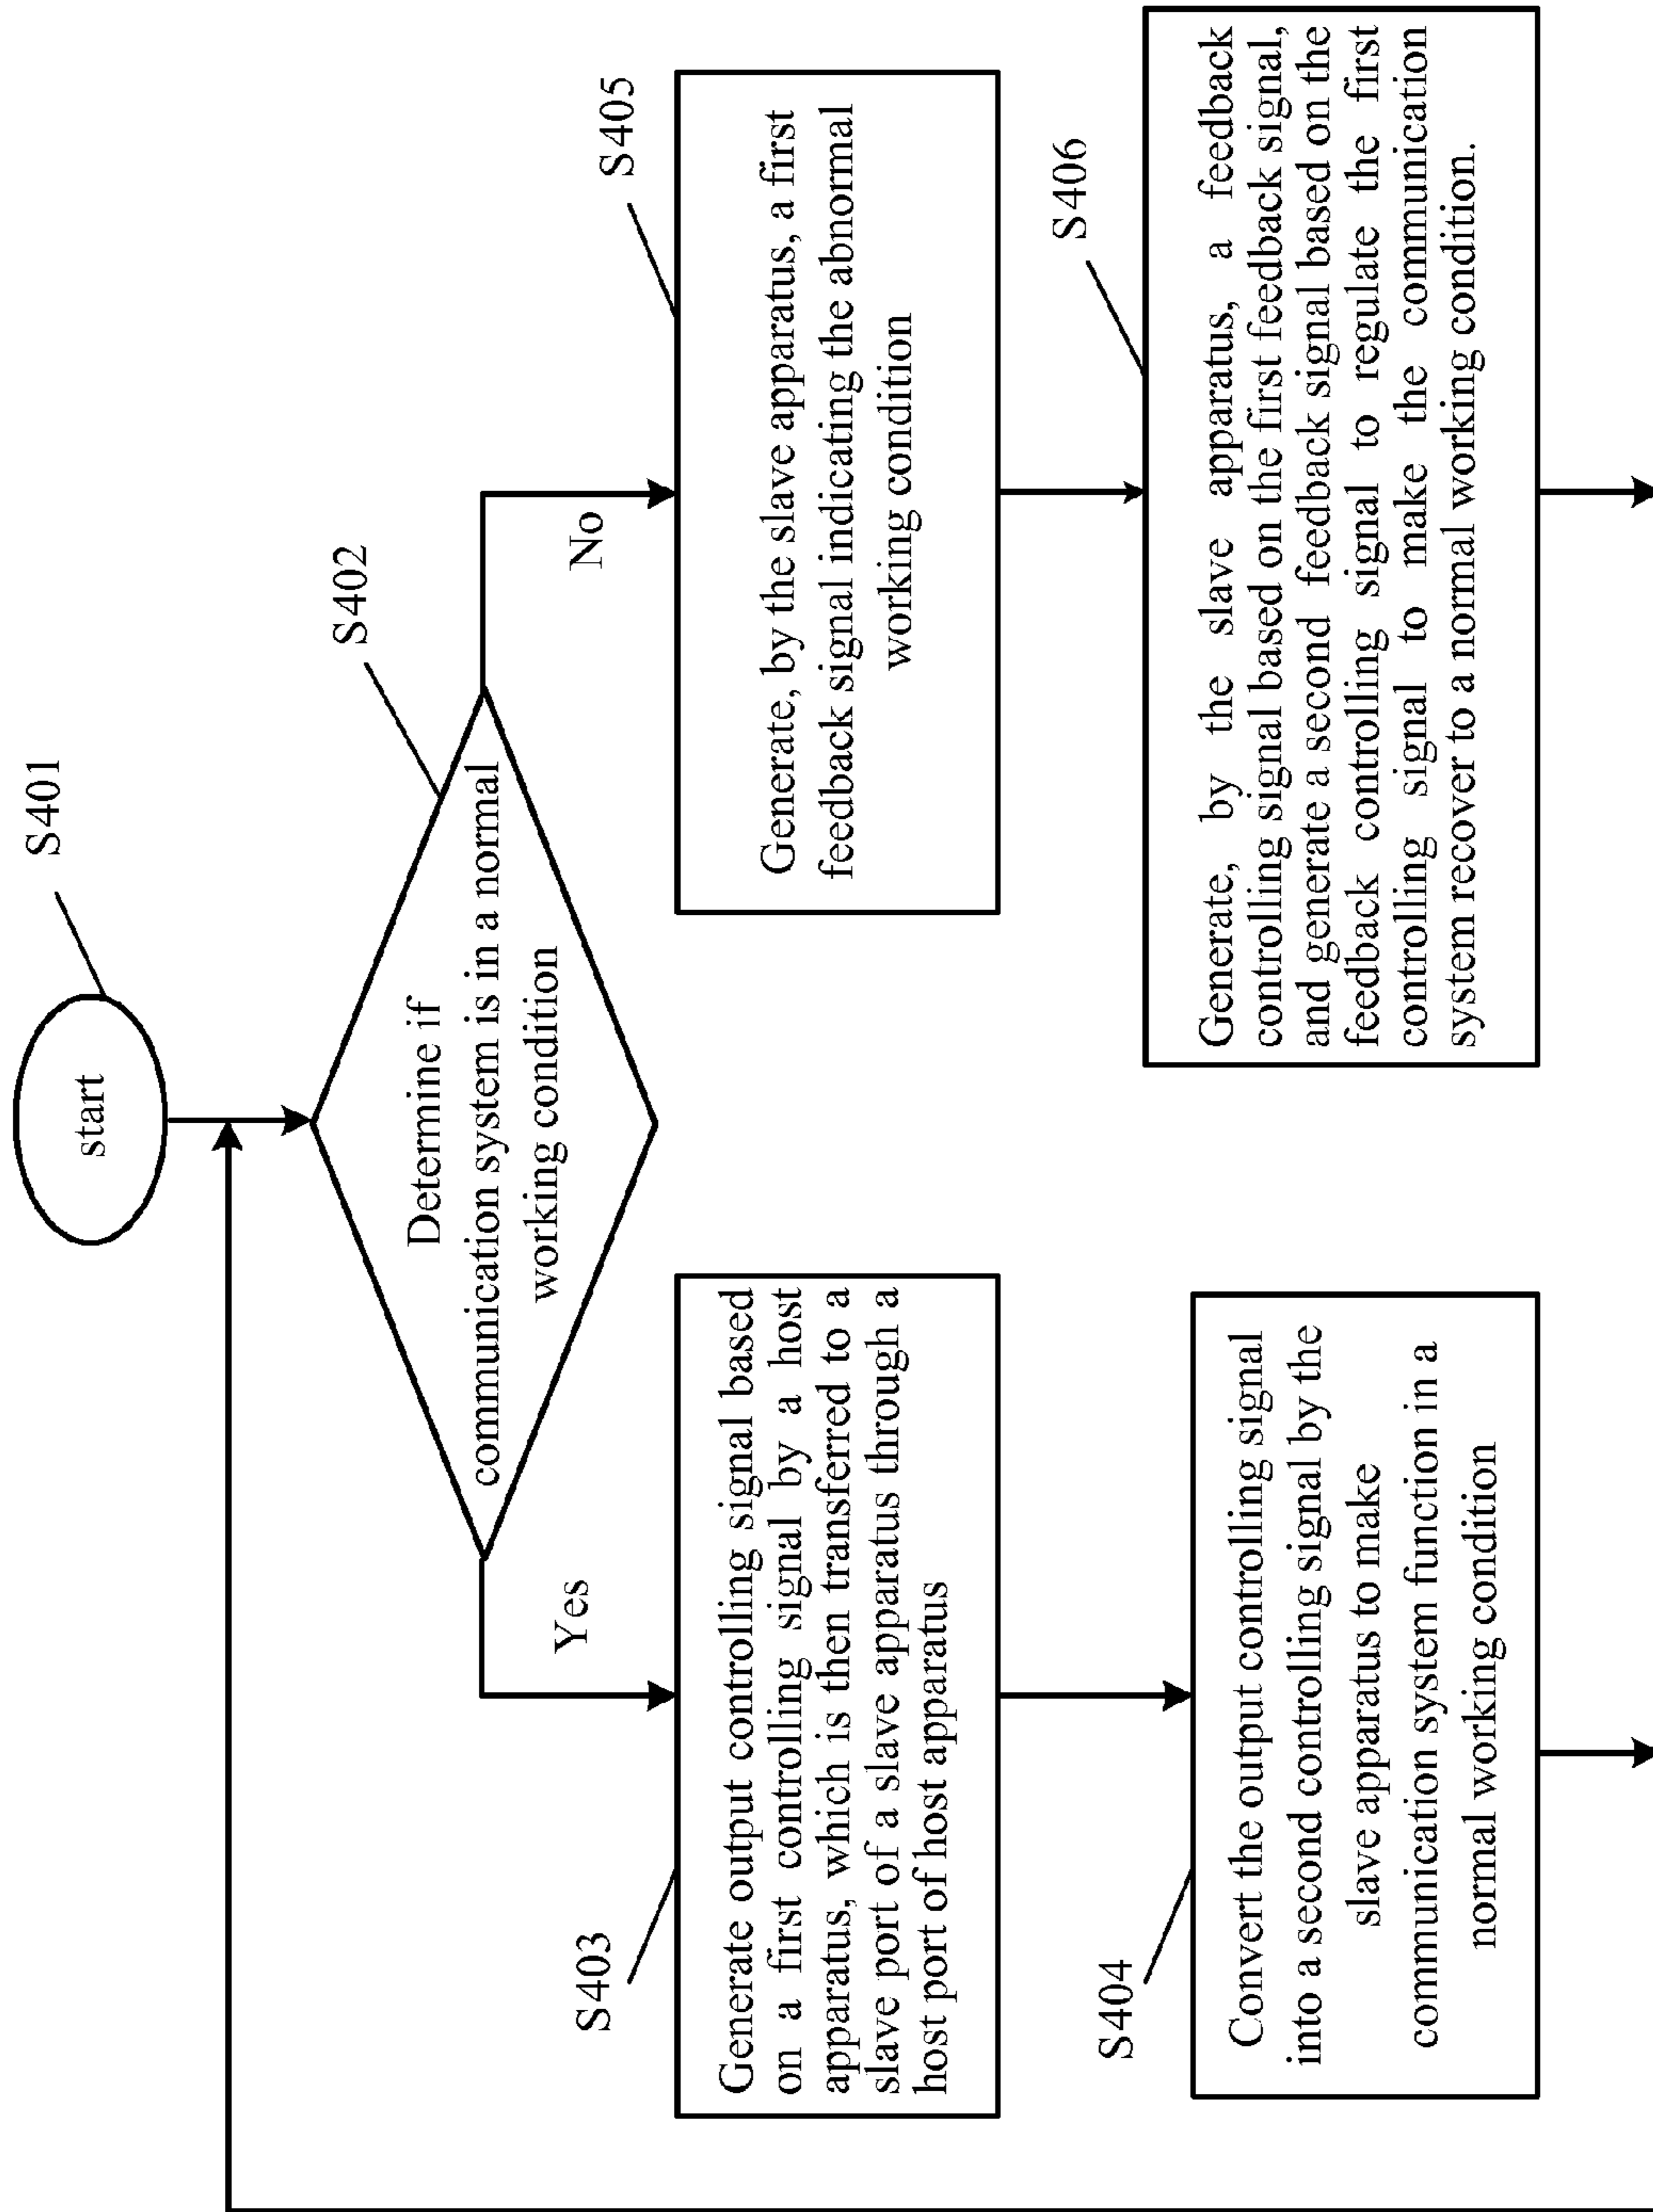 S401
start
S402
Determine if
communication system is in a normal
working condition
Yes
No
S403
Generate output controlling signal based
on a first controlling signal by a host
apparatus, which is then transferred to a
slave port of a slave apparatus through a
host port of host apparatus
S404
Convert the output controlling signal
into a second controlling signal by the
slave apparatus to make
communication system function in a
normal working condition
S405
Generate, by the slave apparatus, a first
feedback signal indicating the abnormal
working condition
S406
Generate, by the slave apparatus, a feedback
controlling signal based on the first feedback signal,
and generate a second feedback signal based on the
feedback controlling signal to regulate the first
controlling signal to make the communication
system recover to a normal working condition.